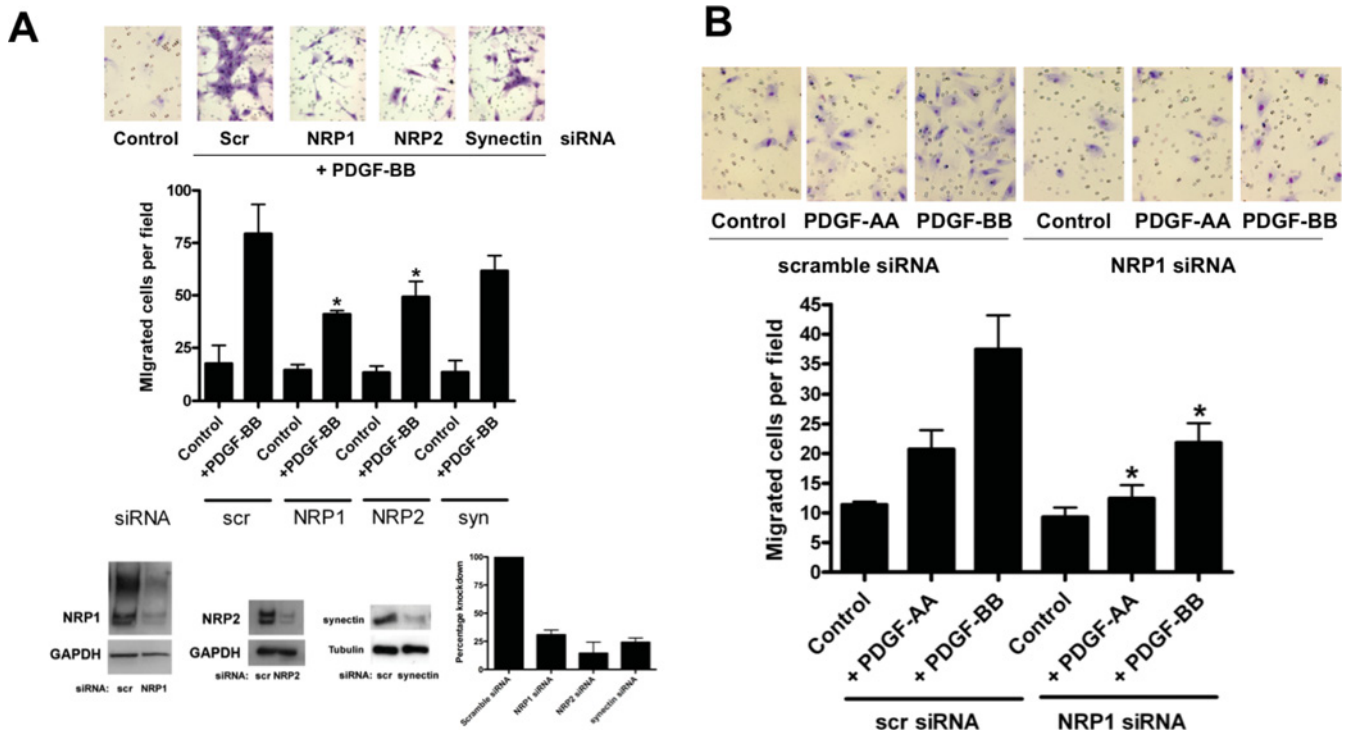 A
Control Scr NRP1 NRP2 Synectin siRNA
+ PDGF-BB
MIgrated cells per field
100
75
50
25
0
* *
Control +PDGF-BB Control +PDGF-BB Control +PDGF-BB Control +PDGF-BB
siRNA scr NRP1 NRP2 syn
NRP1
GAPDH
siRNA: scr NRP1
NRP2
GAPDH
siRNA: scr NRP2
synectin
Tubulin
siRNA: scr synectin
Percentage knockdown
100
75
50
25
0
Scramble siRNA NRP1 siRNA NRP2 siRNA synectin siRNA
B
Control PDGF-AA PDGF-BB Control PDGF-AA PDGF-BB
scramble siRNA NRP1 siRNA
Migrated cells per field
45
40
35
30
25
20
15
10
5
0
* *
Control + PDGF-AA + PDGF-BB Control + PDGF-AA + PDGF-BB
scr siRNA NRP1 siRNA